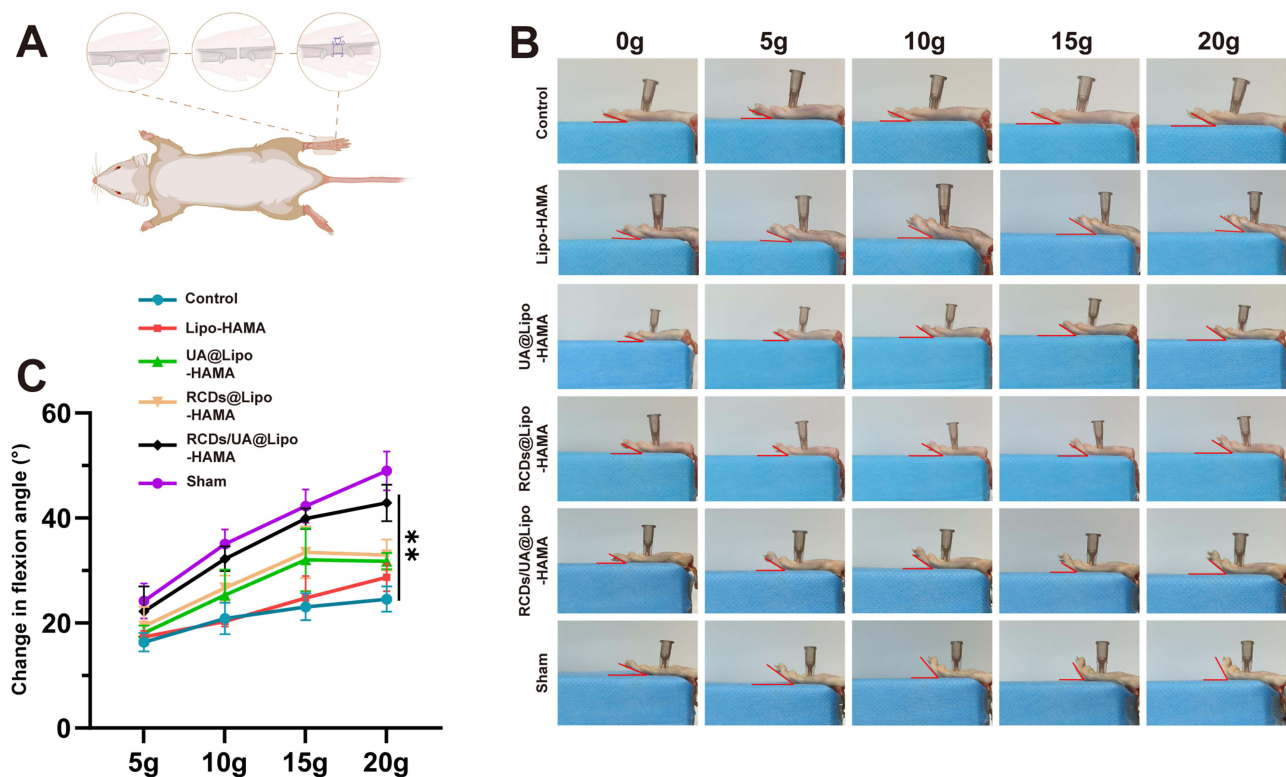 A
B
0g 5g 10g 15g 20g
Control
Lipo-HAMA
UA@Lipo
-HAMA
RCDs@Lipo
-HAMA
RCDs/UA@Lipo
-HAMA
Sham
Control
Lipo-HAMA
UA@Lipo
-HAMA
RCDs@Lipo
-HAMA
RCDs/UA@Lipo
-HAMA
Sham
C
Change in flexion angle (°)
60
40
20
0
**
5g 10g 15g 20g